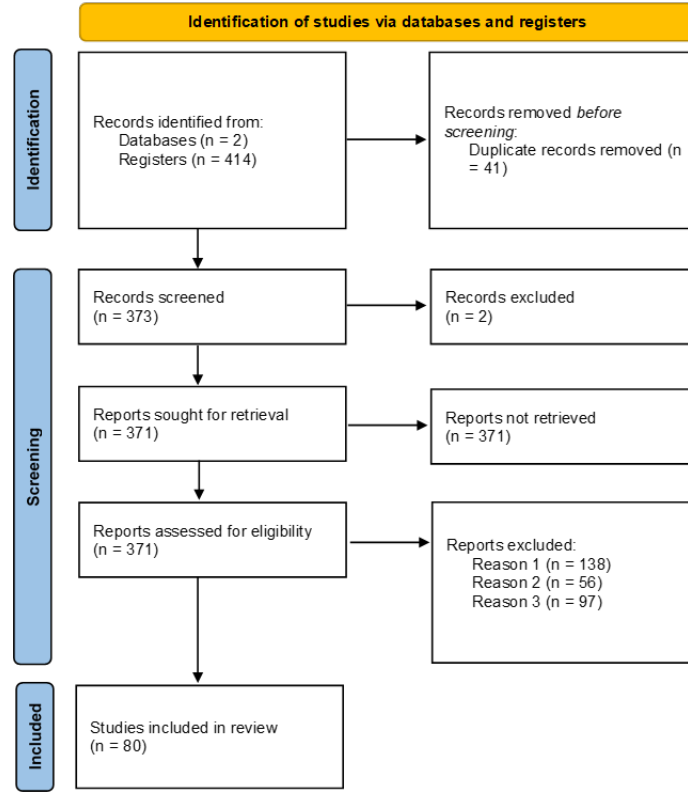 Identification of studies via databases and registers
Identification
Records identified from:
Databases (n = 2)
Registers (n = 414)
Records removed before
screening:
Duplicate records removed (n
= 41)
Screening
Records screened
(n = 373)
Records excluded
(n = 2)
Reports sought for retrieval
(n = 371)
Reports not retrieved
(n = 371)
Reports assessed for eligibility
(n = 371)
Reports excluded:
Reason 1 (n = 138)
Reason 2 (n = 56)
Reason 3 (n = 97)
Included
Studies included in review
(n = 80)